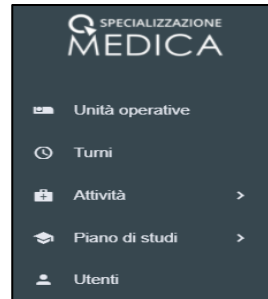 SPECIALIZZAZIONE
MEDICA
Unità operative
Turni
Attività
Piano di studi
Utenti